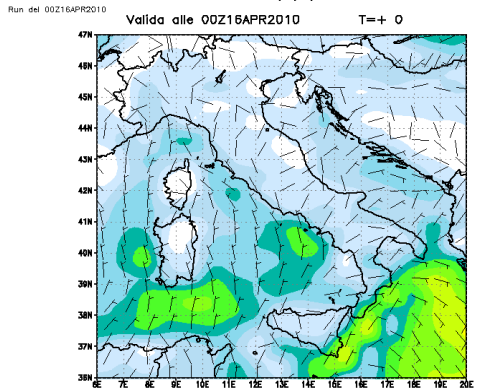 Run del 00Z16APR2010
Valida alle 00Z16APR2010 T=+ 0
47N
46N
45N
44N
43N
42N
41N
40N
39N
38N
37N
36N
6E 7E 8E 9E 10E 11E 12E 13E 14E 15E 16E 17E 18E 19E 20E